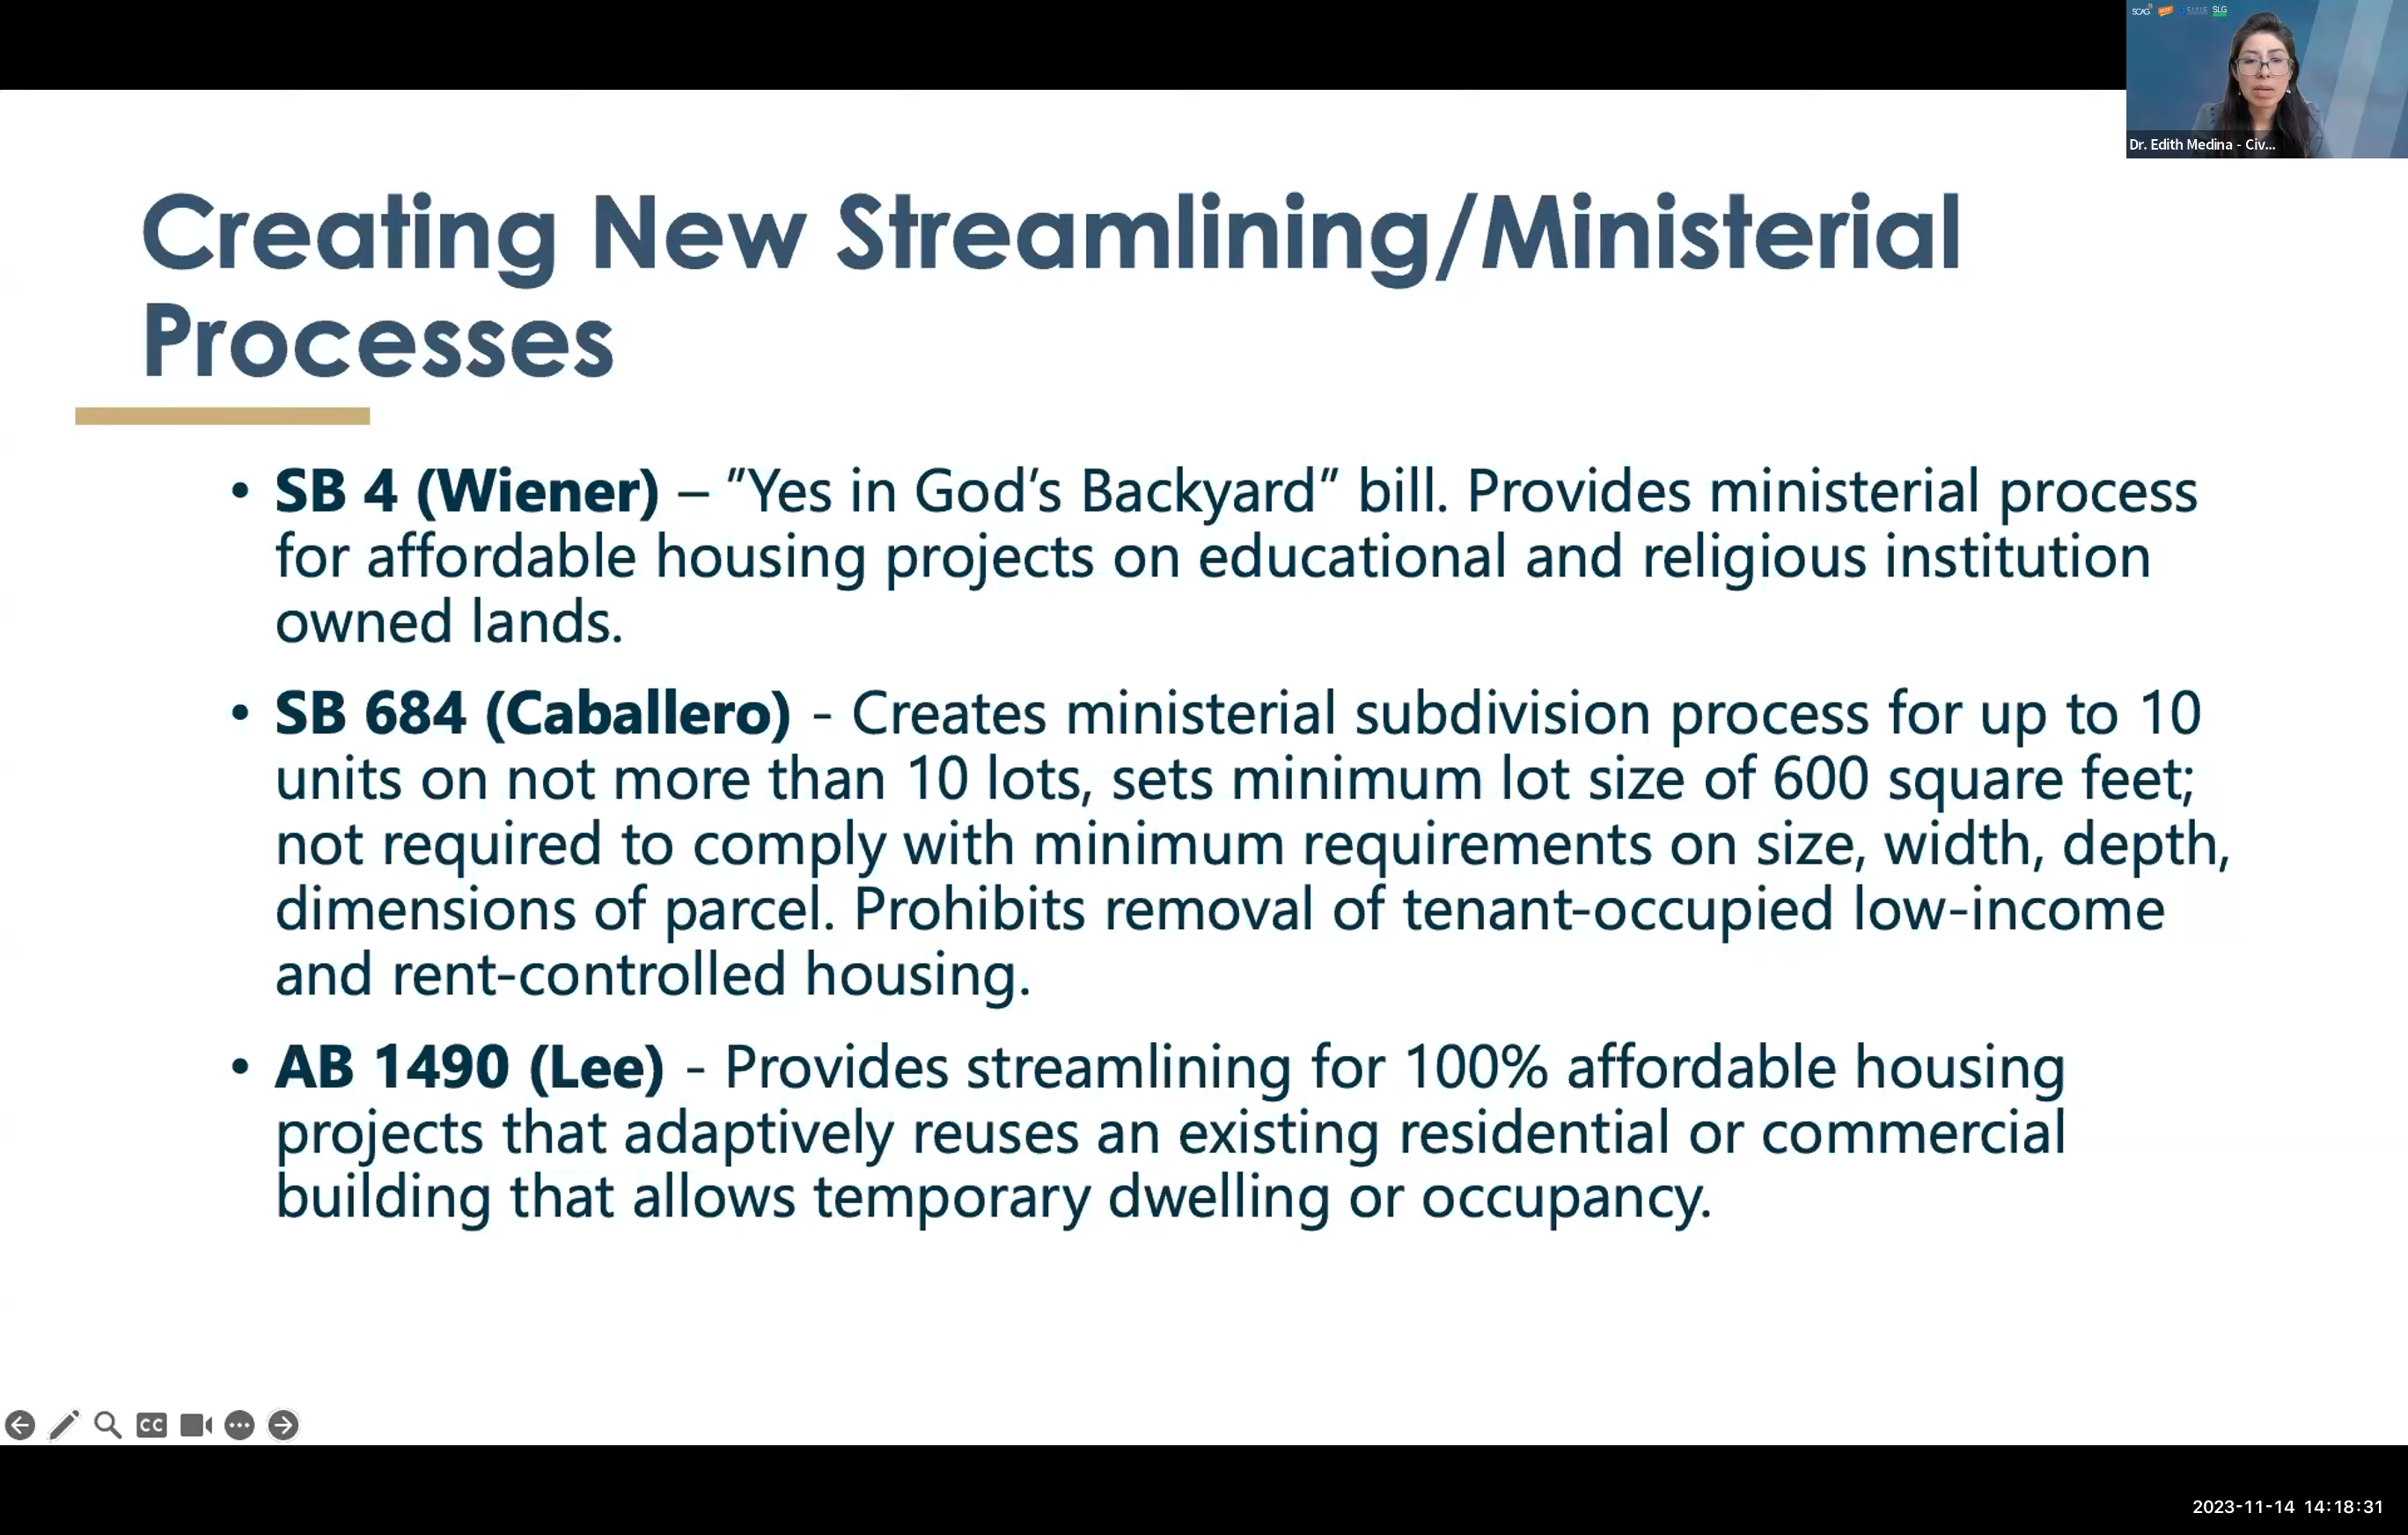 SCAG
SLG
Dr. Edith Medina - Civ...
Creating New Streamlining/Ministerial
Processes
• SB 4 (Wiener) – "Yes in God's Backyard" bill. Provides ministerial process
for affordable housing projects on educational and religious institution
owned lands.
• SB 684 (Caballero) - Creates ministerial subdivision process for up to 10
units on not more than 10 lots, sets minimum lot size of 600 square feet;
not required to comply with minimum requirements on size, width, depth,
dimensions of parcel. Prohibits removal of tenant-occupied low-income
and rent-controlled housing.
• AB 1490 (Lee) - Provides streamlining for 100% affordable housing
projects that adaptively reuses an existing residential or commercial
building that allows temporary dwelling or occupancy.
CC
2023-11-14 14:18:31